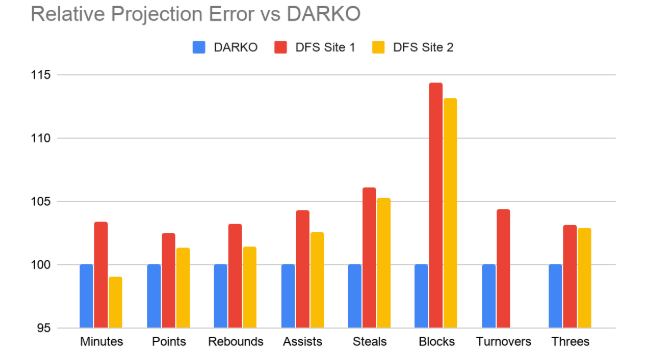 Relative Projection Error vs DARKO
DARKO DFS Site 1 DFS Site 2
115
110
105
100
95
Minutes Points Rebounds Assists Steals Blocks Turnovers Threes